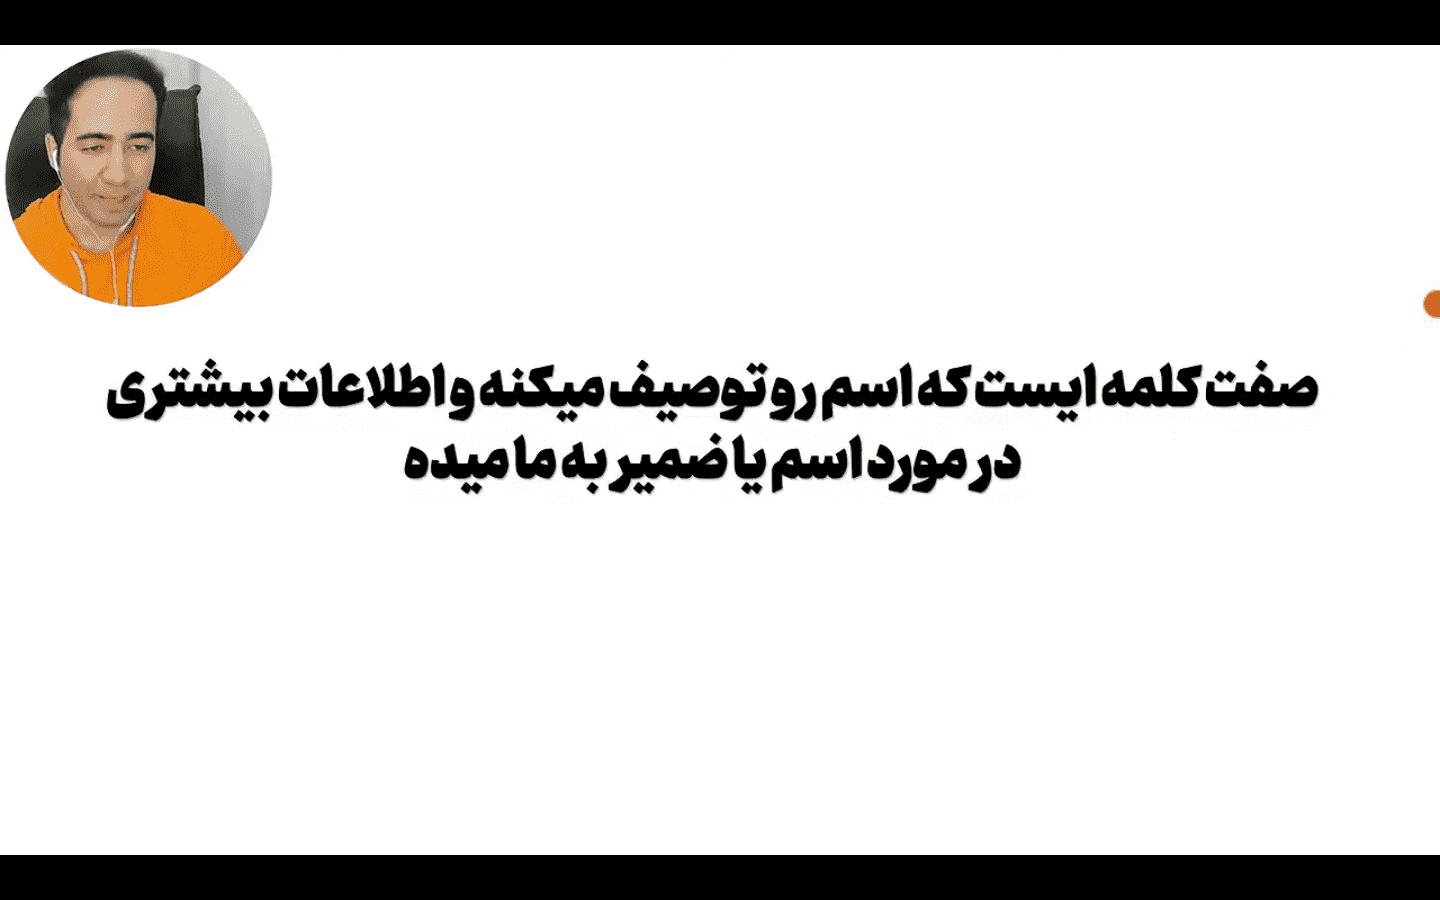 صفت کلمه ایست که اسم رو توصیف میکنه و اطلاعات بیشتری
در مورد اسم یا ضمیر به ما میده